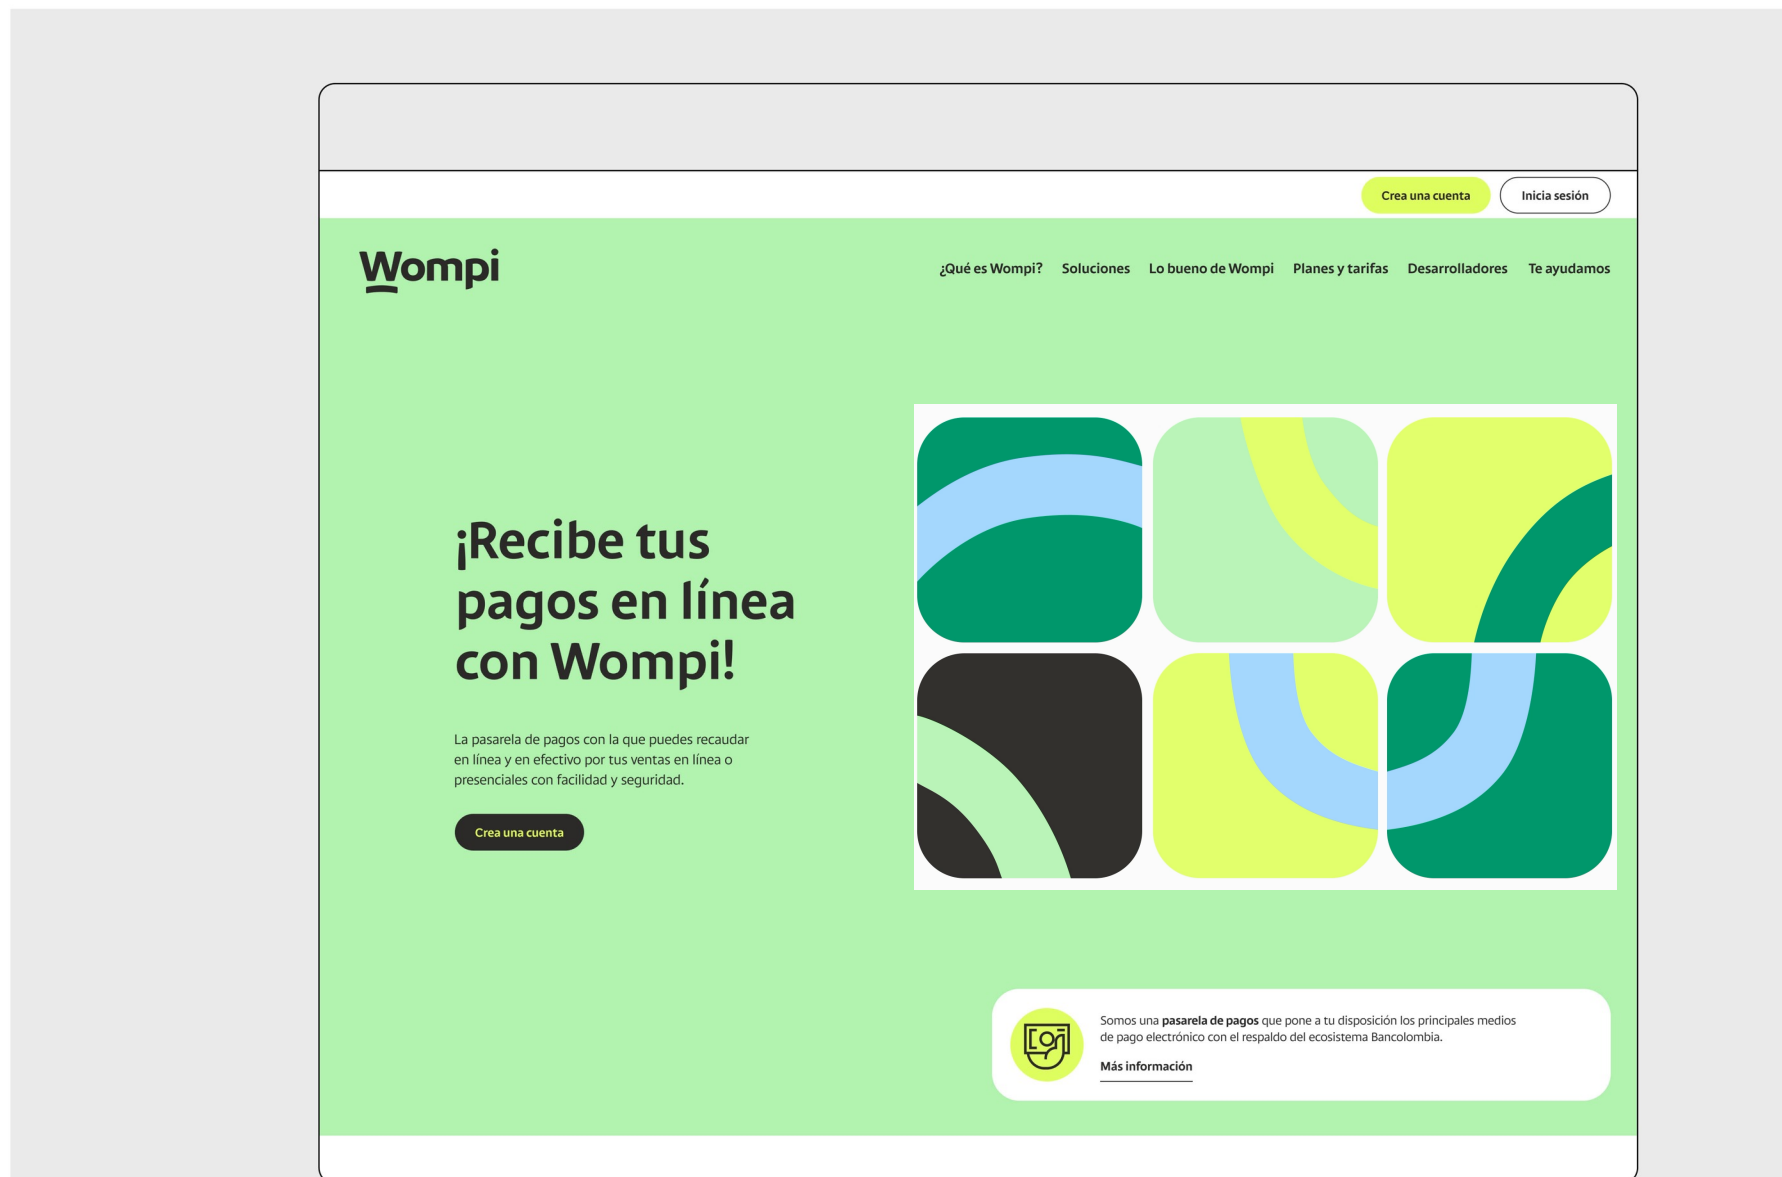 Crea una cuenta
Inicia sesión
Wompi
¿Qué es Wompi?
Soluciones
Lo bueno de Wompi
Planes y tarifas
Desarrolladores
Te ayudamos
¡Recibe tus
pagos en línea
con Wompi!
La pasarela de pagos con la que puedes recaudar
en línea y en efectivo por tus ventas en línea o
presenciales con facilidad y seguridad.
Crea una cuenta
Somos una pasarela de pagos que pone a tu disposición los principales medios
de pago electrónico con el respaldo del ecosistema Bancolombia.
Más información